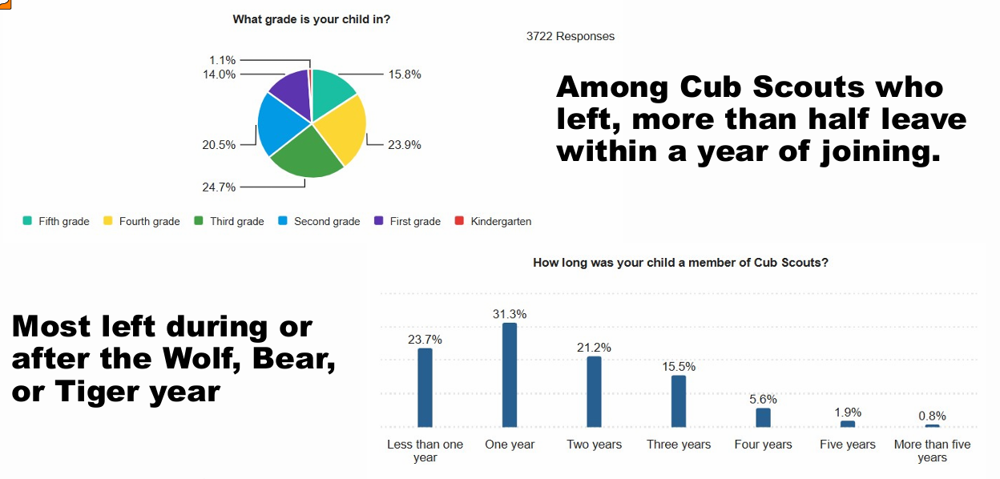 What grade is your child in?
3722 Responses
1.1%
14.0%
15.8%
20.5%
23.9%
24.7%
Fifth grade Fourth grade Third grade Second grade First grade Kindergarten
Among Cub Scouts who
left, more than half leave
within a year of joining.
Most left during or
after the Wolf, Bear,
or Tiger year
How long was your child a member of Cub Scouts?
23.7%
31.3%
21.2%
15.5%
5.6%
1.9%
0.8%
Less than one
year
One year
Two years
Three years
Four years
Five years
More than five
years